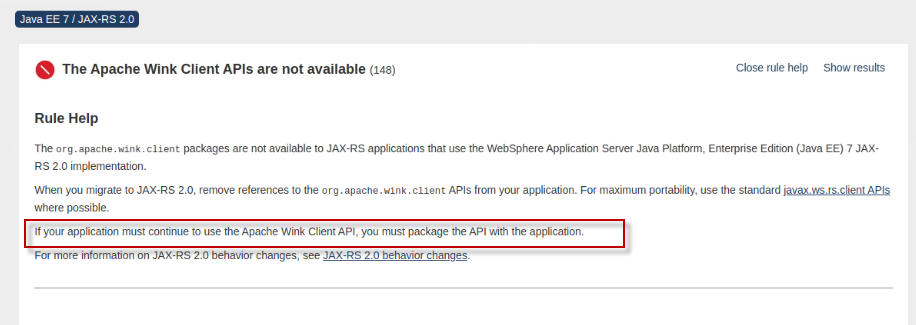 Java EE 7 / JAX-RS 2.0
The Apache Wink Client APIs are not available (148)
Close rule help
Show results
Rule Help
The org.apache.wink.client packages are not available to JAX-RS applications that use the WebSphere Application Server Java Platform, Enterprise Edition (Java EE) 7 JAX-
RS 2.0 implementation.
When you migrate to JAX-RS 2.0, remove references to the org.apache.wink.client APIs from your application. For maximum portability, use the standard javax.ws.rs.client APIs
where possible.
If your application must continue to use the Apache Wink Client API, you must package the API with the application.
For more information on JAX-RS 2.0 behavior changes, see JAX-RS 2.0 behavior changes.